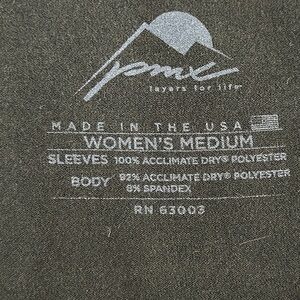 pmx
layers for life
MADE IN THE USA
WOMEN'S MEDIUM
SLEEVES 100% ACCLIMATE DRY® POLYESTER
BODY 92% ACCLIMATE DRY® POLYESTER
8% SPANDEX
RN 63003